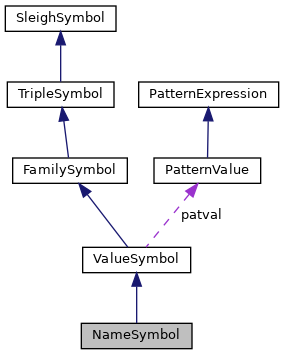 SleighSymbol
TripleSymbol
PatternExpression
FamilySymbol
PatternValue
patval
ValueSymbol
NameSymbol